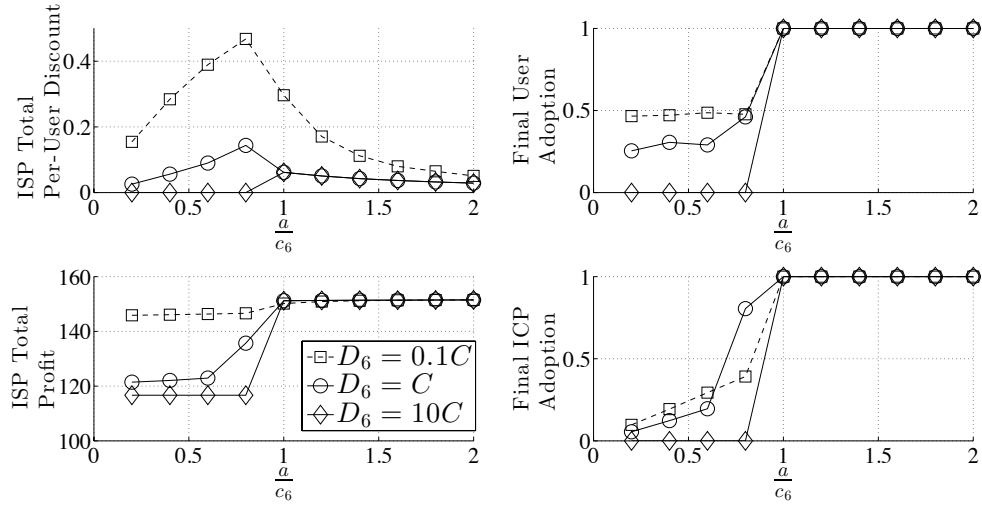 ISP Total
Per-User Discount
0.4
0.2
0
0 0.5 1 1.5 2
a
c6
Final User
Adoption
1
0.5
0
0 0.5 1 1.5 2
a
c6
ISP Total
Profit
160
140
120
100
0 0.5 1 1.5 2
a
c6
D6 = 0.1C
D6 = C
D6 = 10C
Final ICP
Adoption
1
0.5
0
0 0.5 1 1.5 2
a
c6